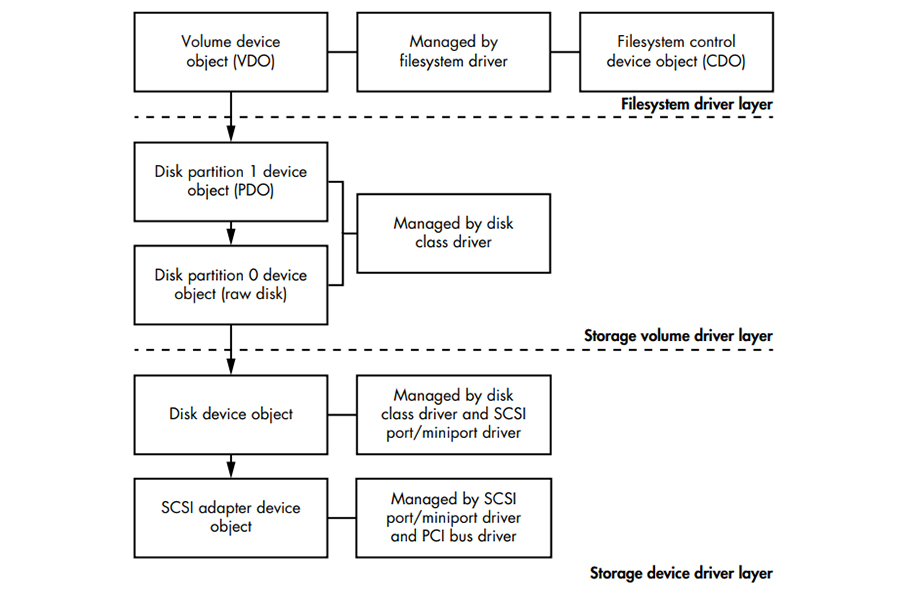 Volume device
object (VDO)
Managed by
filesystem driver
Filesystem control
device object (CDO)
Filesystem driver layer
Disk partition 1 device
object (PDO)
Managed by disk
class driver
Disk partition 0 device
object (raw disk)
Storage volume driver layer
Disk device object
Managed by disk
class driver and SCSI
port/miniport driver
SCSI adapter device
object
Managed by SCSI
port/miniport driver
and PCI bus driver
Storage device driver layer